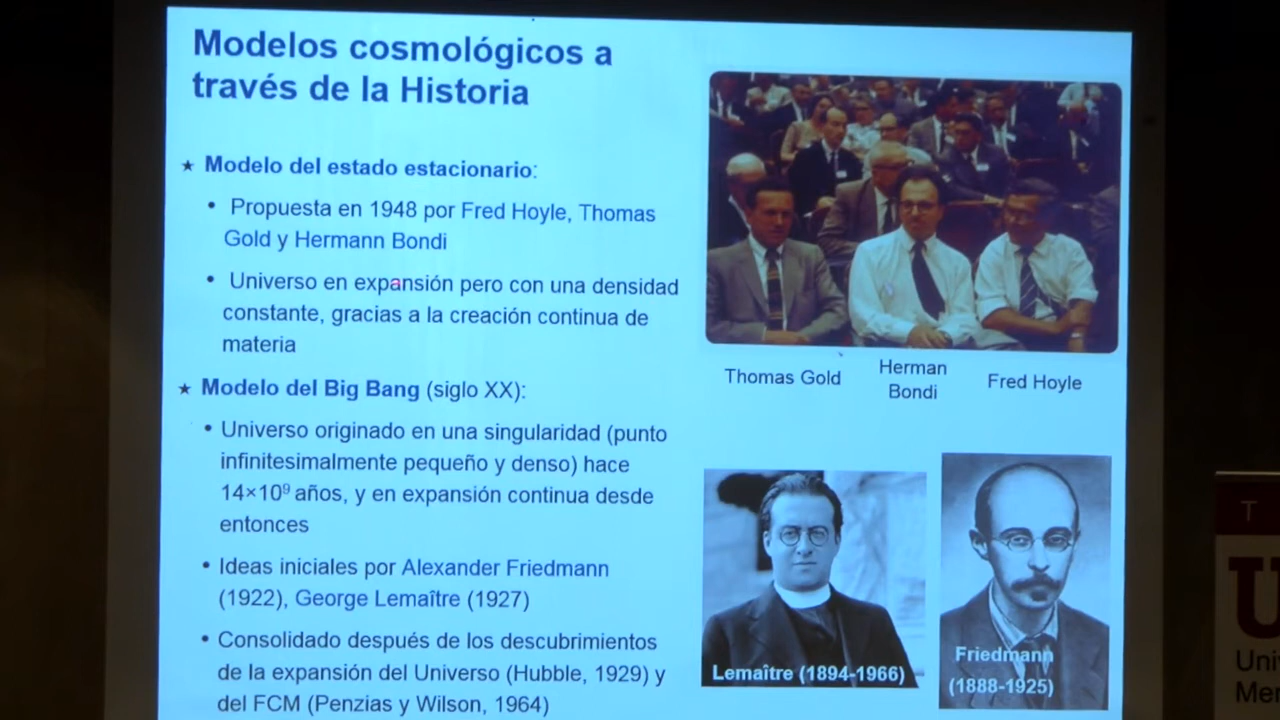 Modelos cosmológicos a
través de la Historia
★ Modelo del estado estacionario:
• Propuesta en 1948 por Fred Hoyle, Thomas
Gold y Hermann Bondi
• Universo en expansión pero con una densidad
constante, gracias a la creación continua de
materia
★ Modelo del Big Bang (siglo XX):
• Universo originado en una singularidad (punto
infinitesimalmente pequeño y denso) hace
14×10⁹ años, y en expansión continua desde
entonces
• Ideas iniciales por Alexander Friedmann
(1922), George Lemaître (1927)
• Consolidado después de los descubrimientos
de la expansión del Universo (Hubble, 1929) y
del FCM (Penzias y Wilson, 1964)
Thomas Gold
Herman
Bondi
Fred Hoyle
Lemaître (1894-1966)
Friedmann
(1888-1925)